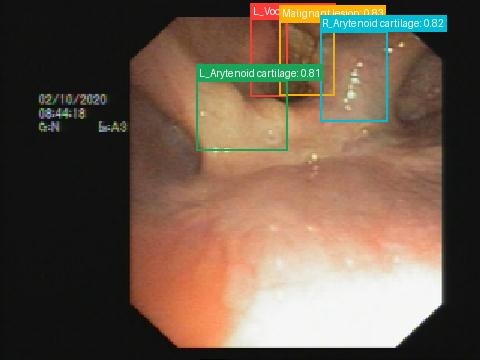 L_Voc
Malignant lesion: 0.83
R_Arytenoid cartilage: 0.82
L_Arytenoid cartilage: 0.81
02/10/2020
08:44:18